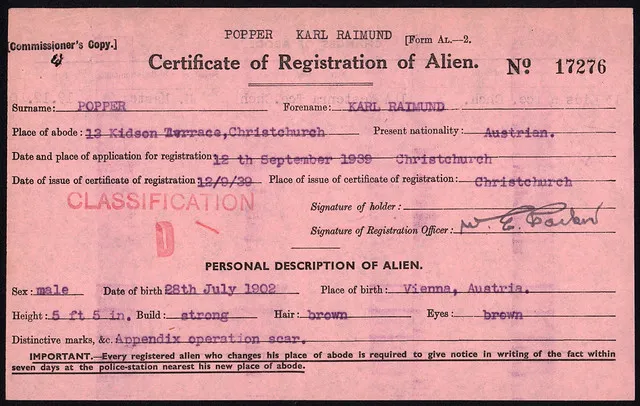 POPPER KARL RAIMUND
[Commissioner's Copy.]
[Form AL.—2.
4
Certificate of Registration of Alien. No 17276
Surname: POPPER Forename: KARL RAIMUND
Place of abode: 13 Kidson Terrace, Christchurch Present nationality: Austrian.
Date and place of application for registration 12 th September 1939 Christchurch
Date of issue of certificate of registration 12/9/39 Place of issue of certificate of registration: Christchurch
CLASSIFICATION
D
Signature of holder:
Signature of Registration Officer: W. E.
PERSONAL DESCRIPTION OF ALIEN.
Sex: male Date of birth 28th July 1902 Place of birth: Vienna, Austria.
Height: 5 ft 5 in. Build: strong Hair: brown Eyes: brown
Distinctive marks, &c. Appendix operation scar.
IMPORTANT.—Every registered alien who changes his place of abode is required to give notice in writing of the fact within
seven days at the police-station nearest his new place of abode.